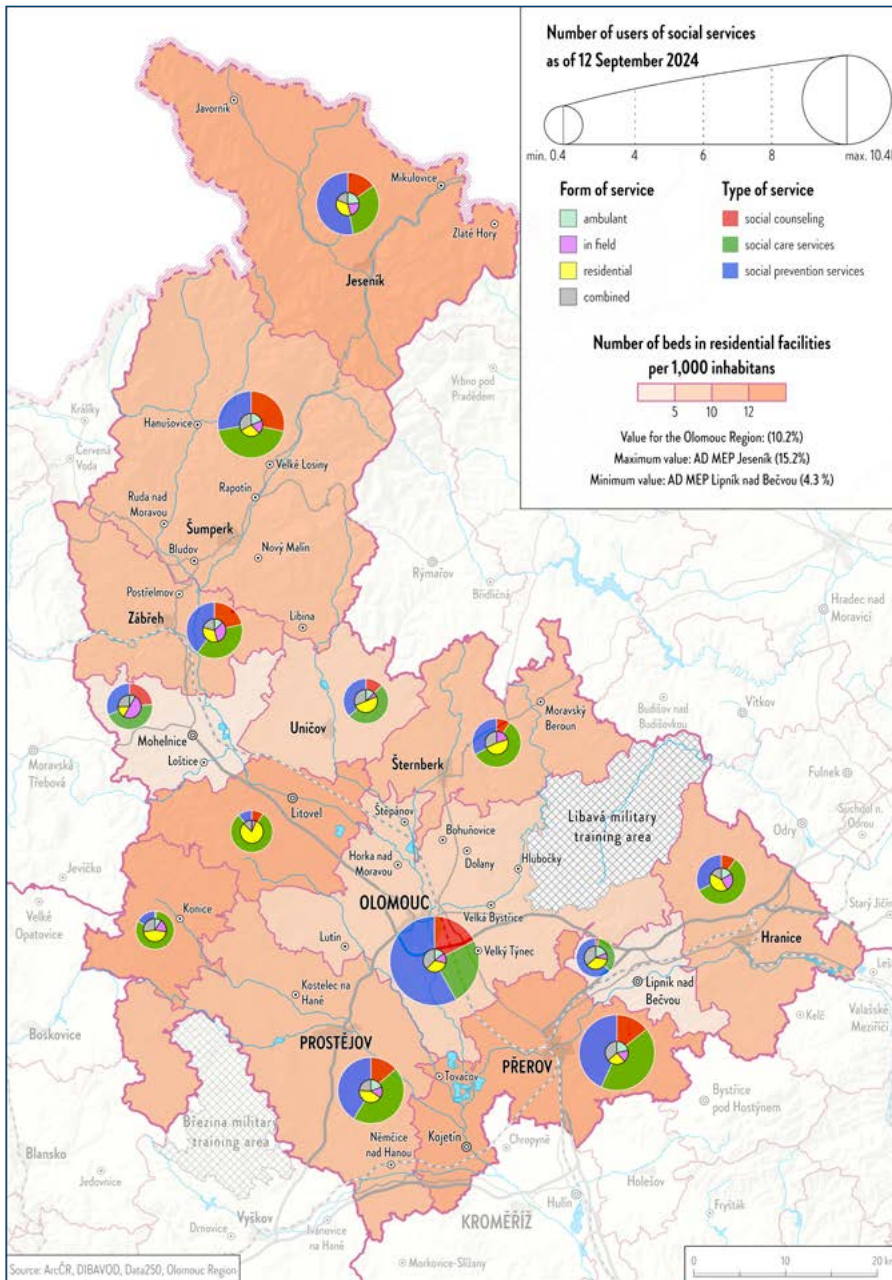 Number of users of social services
as of 12 September 2024
min. 0.4
4
6
8
max. 10.4
Form of service
ambulant
in field
residential
combined
Type of service
social counseling
social care services
social prevention services
Number of beds in residential facilities
per 1,000 inhabitans
5
10
12
Value for the Olomouc Region: (10.2%)
Maximum value: AD MEP Jeseník (15.2%)
Minimum value: AD MEP Lipník nad Bečvou (4.3 %)
Javorník
Mikulovice
Zlaté Hory
Jeseník
Vrbno pod
Pradědem
Králíky
Hanušovice
Červená
Voda
Velké Losiny
Rapotín
Ruda nad
Moravou
Šumperk
Bludov
Nový Malín
Rýmařov
Břidličná
Postřelmov
Zábřeh
Libina
Hradec nad
Moravicí
Uničov
Moravský
Beroun
Budišov nad
Budišovkou
Vítkov
Mohelnice
Loštice
Moravská
Třebová
Šternberk
Fulnek
Libavá military
training area
Litovel
Štěpánov
Bohuňovice
Suchdol n.
Odrou
Odry
Horka nad
Moravou
Dolany
Hlubočky
Jevíčko
OLOMOUC
Velké
Opatovice
Konice
Velká Bystřice
Starý Jičín
Lutín
Velký Týnec
Hranice
Kostelec na
Hané
Lipník nad
Bečvou
Boskovice
Kelč
Valašské
Meziříčí
PROSTĚJOV
PŘEROV
Tovačov
Březina military
training area
Bystřice
pod Hostýnem
Němčice
nad Hanou
Kojetín
Chropyně
Blansko
Jedovnice
Holešov
Hulín
Fryšták
Vyškov
KROMĚŘÍŽ
Drnovice
Ivanovice
na Hané
Morkovice-Slížany
Source: ArcČR, DIBAVOD, Data250, Olomouc Region
0
10
20